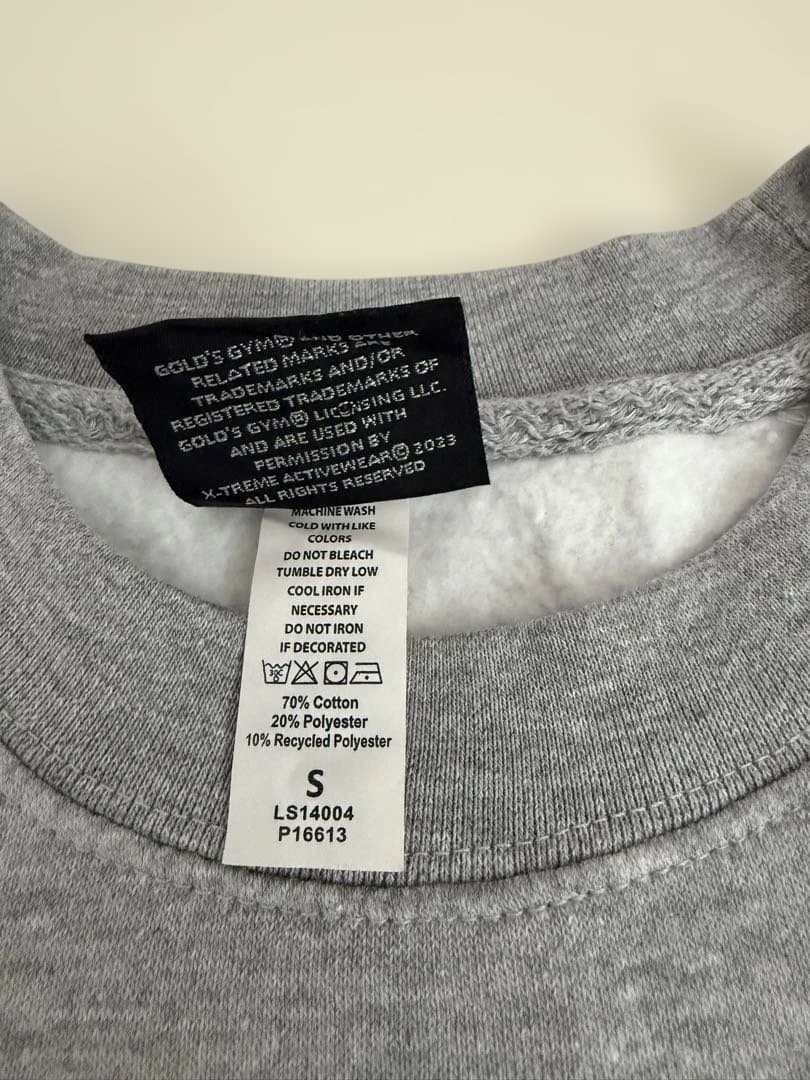 GOLD'S GYM® AND OTHER
RELATED MARKS ARE
TRADEMARKS AND/OR
REGISTERED TRADEMARKS OF
GOLD'S GYM® LICENSING LLC.
AND ARE USED WITH
PERMISSION BY
X-TREME ACTIVEWEAR© 2023
ALL RIGHTS RESERVED
MACHINE WASH
COLD WITH LIKE
COLORS
DO NOT BLEACH
TUMBLE DRY LOW
COOL IRON IF
NECESSARY
DO NOT IRON
IF DECORATED
30
70% Cotton
20% Polyester
10% Recycled Polyester
S
LS14004
P16613